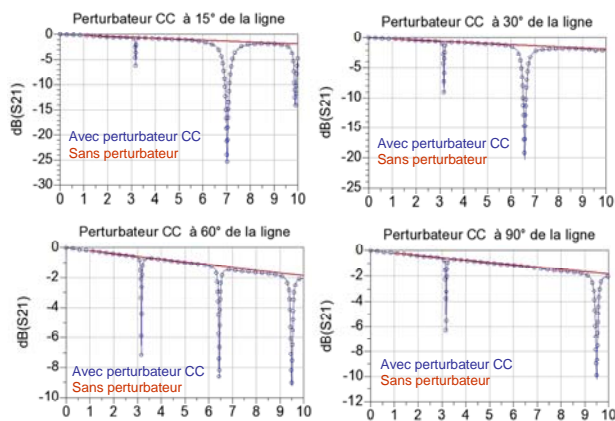 Perturbateur CC à 15° de la ligne
0
-5
-10
-15
-20
-25
-30
dB(S21)
Avec perturbateur CC
Sans perturbateur
0 1 2 3 4 5 6 7 8 9 10
Perturbateur CC à 30° de la ligne
0
-5
-10
-15
-20
-25
dB(S21)
Avec perturbateur CC
Sans perturbateur
0 1 2 3 4 5 6 7 8 9 10
Perturbateur CC à 60° de la ligne
0
-2
-4
-6
-8
-10
dB(S21)
Avec perturbateur CC
Sans perturbateur
0 1 2 3 4 5 6 7 8 9 10
Perturbateur CC à 90° de la ligne
0
-2
-4
-6
-8
-10
-12
dB(S21)
Avec perturbateur CC
Sans perturbateur
0 1 2 3 4 5 6 7 8 9 10